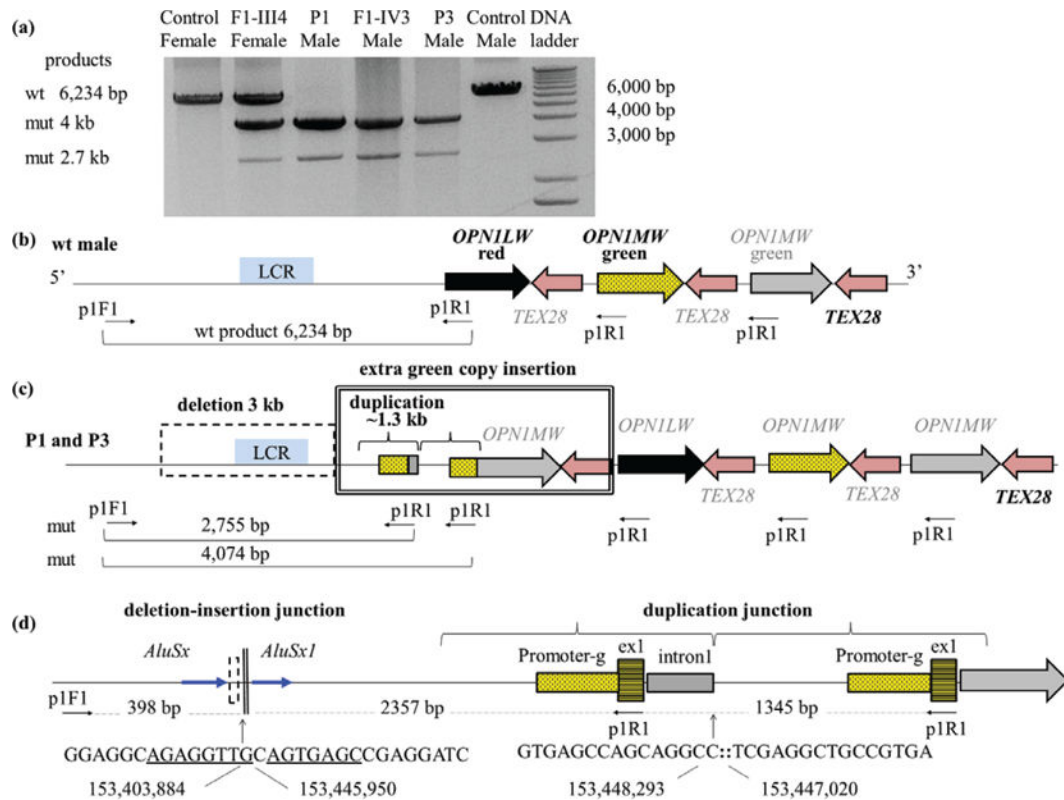 (a)
Control F1-III4 P1 F1-IV3 P3 Control DNA
Female Female Male Male Male Male ladder
products
wt 6,234 bp
mut 4 kb
mut 2.7 kb
6,000 bp
4,000 bp
3,000 bp
(b)
wt male
5’
LCR
OPN1LW
red
OPN1MW
green
OPN1MW
green
3’
p1F1
p1R1
TEX28
p1R1
TEX28
p1R1
TEX28
wt product 6,234 bp
(c)
extra green copy insertion
deletion 3 kb
duplication
~1.3 kb
P1 and P3
LCR
OPN1MW
OPN1LW
OPN1MW
OPN1MW
TEX28
TEX28
TEX28
p1F1
p1R1
p1R1
p1R1
p1R1
p1R1
mut 2,755 bp
mut 4,074 bp
(d)
deletion-insertion junction
duplication junction
AluSx
AluSx1
Promoter-g
ex1
intron1
Promoter-g
ex1
p1F1
398 bp
2357 bp
p1R1
1345 bp
p1R1
GGAGGCAGAGGTTGCAGTGAGCCGAGGATC
GTGAGCCAGCAGGCC::TCGAGGCTGCCGTGA
153,403,884
153,445,950
153,448,293
153,447,020